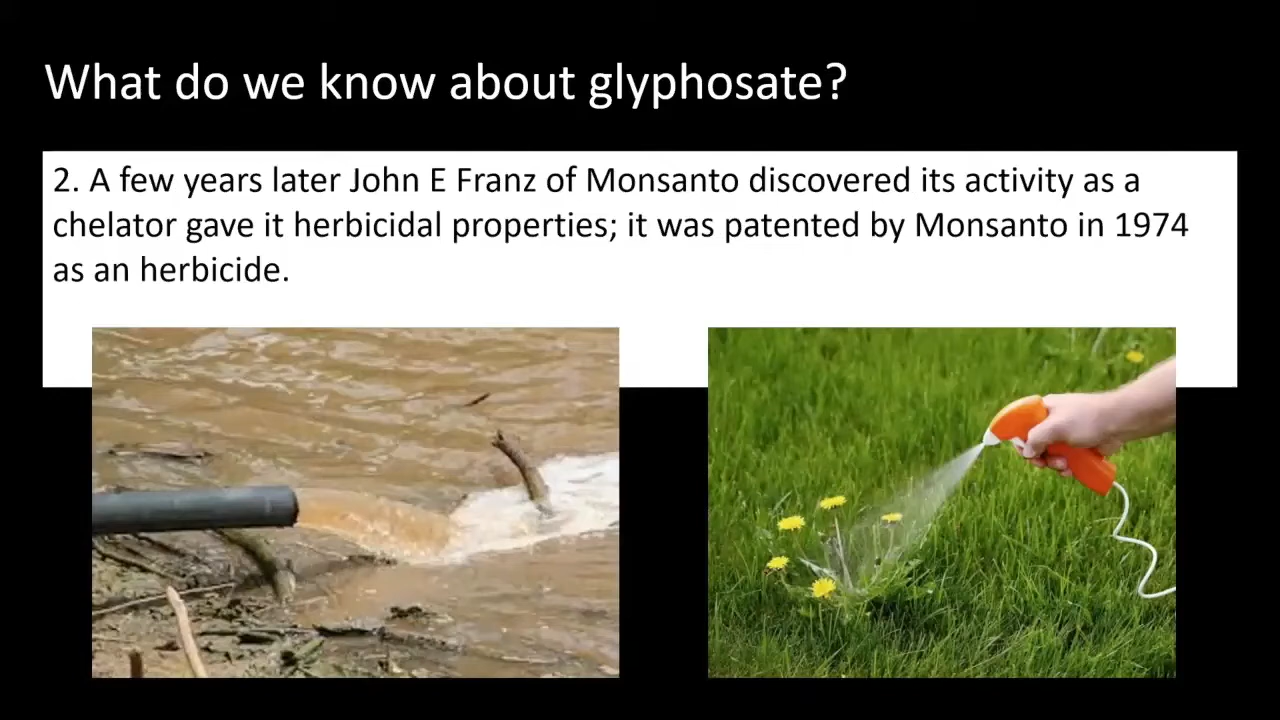 What do we know about glyphosate?
2. A few years later John E Franz of Monsanto discovered its activity as a
chelator gave it herbicidal properties; it was patented by Monsanto in 1974
as an herbicide.